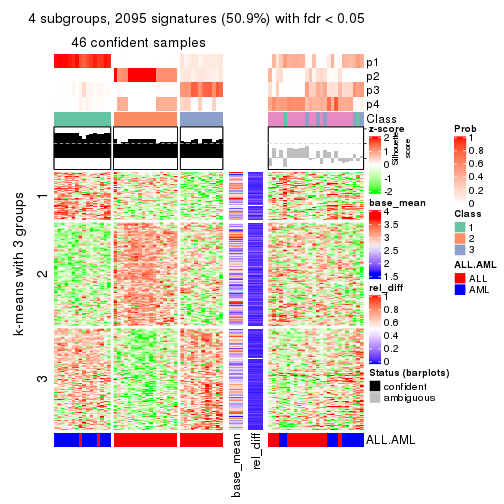 4 subgroups, 2095 signatures (50.9%) with fdr < 0.05
46 confident samples
p1
p2
p3
p4
Class
z-score
2
1
0
-1
-2
Silhouette
score
Prob
1
0.8
0.6
0.4
0.2
0
base_mean
4
3.5
3
2.5
2
1.5
Class
1
2
3
ALL.AML
ALL
AML
rel_diff
1
0.8
0.6
0.4
0.2
0
Status (barplots)
confident
ambiguous
k-means with 3 groups
1
2
3
base_mean
rel_diff
ALL.AML